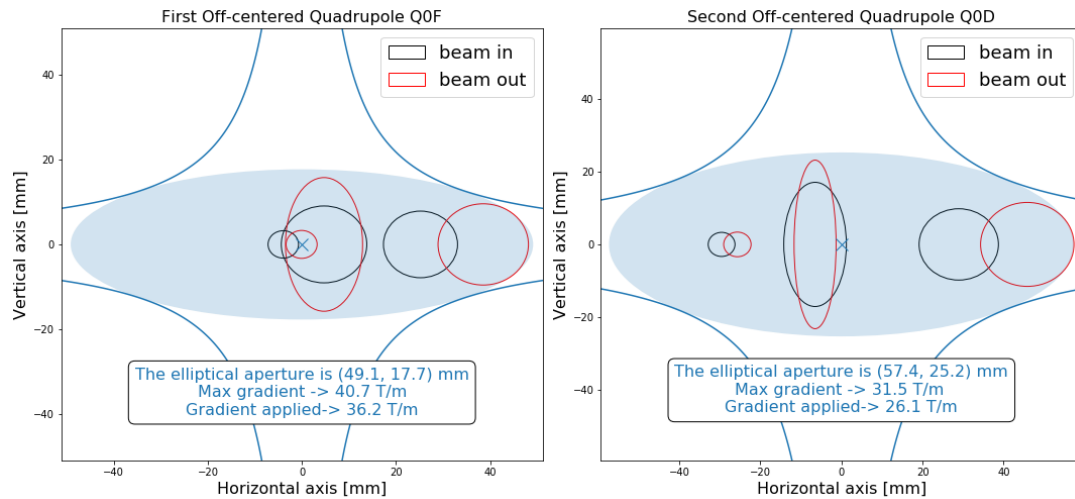 First Off-centered Quadrupole Q0F
beam in
beam out
40
20
0
−20
−40
Vertical axis [mm]
The elliptical aperture is (49.1, 17.7) mm
Max gradient -> 40.7 T/m
Gradient applied-> 36.2 T/m
−40
−20
0
20
40
Horizontal axis [mm]
Second Off-centered Quadrupole Q0D
beam in
beam out
40
20
0
−20
−40
Vertical axis [mm]
The elliptical aperture is (57.4, 25.2) mm
Max gradient -> 31.5 T/m
Gradient applied-> 26.1 T/m
−40
−20
0
20
40
Horizontal axis [mm]